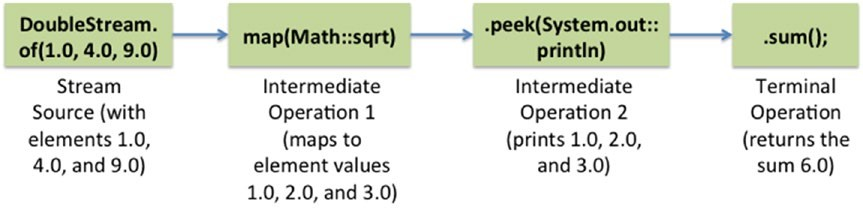 DoubleStream.
of(1.0, 4.0, 9.0)
map(Math::sqrt)
.peek(System.out::
println)
.sum();
Stream
Source (with
elements 1.0,
4.0, and 9.0)
Intermediate
Operation 1
(maps to
element values
1.0, 2.0, and 3.0)
Intermediate
Operation 2
(prints 1.0, 2.0,
and 3.0)
Terminal
Operation
(returns the
sum 6.0)